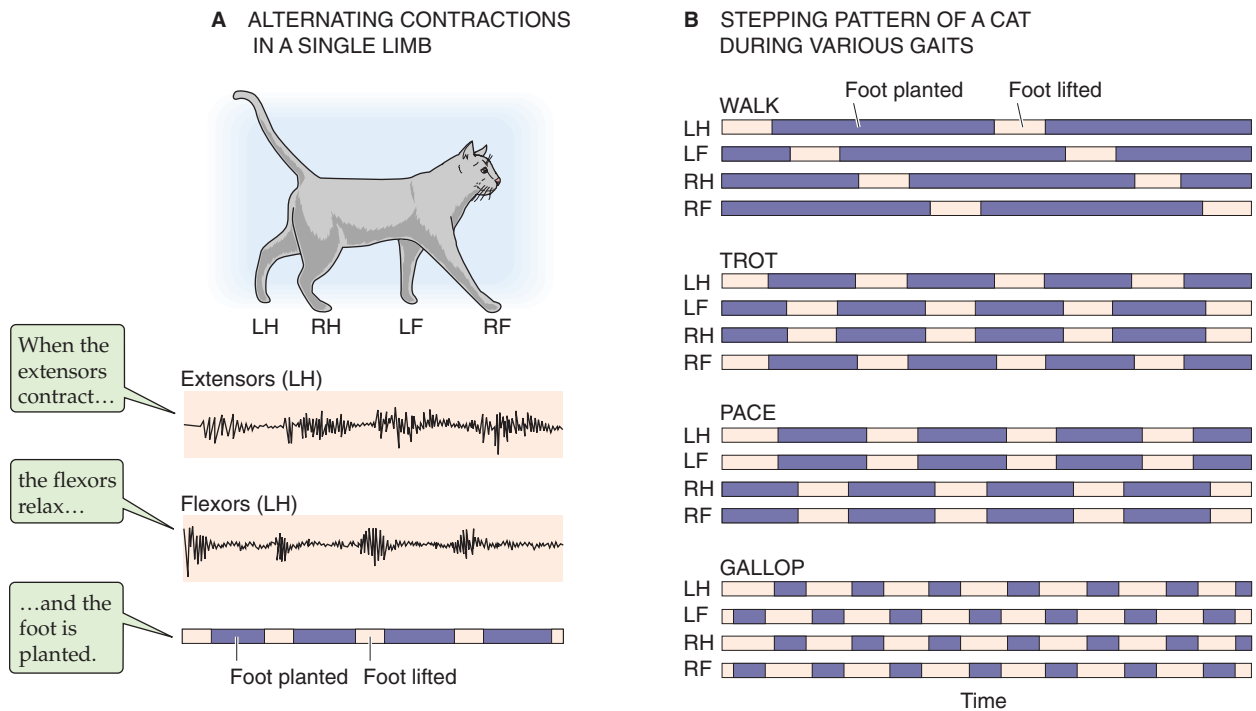 A ALTERNATING CONTRACTIONS
IN A SINGLE LIMB
LH RH LF RF
When the
extensors
contract…
Extensors (LH)
the flexors
relax…
Flexors (LH)
…and the
foot is
planted.
Foot planted Foot lifted
B STEPPING PATTERN OF A CAT
DURING VARIOUS GAITS
Foot planted Foot lifted
WALK
LH
LF
RH
RF
TROT
LH
LF
RH
RF
PACE
LH
LF
RH
RF
GALLOP
LH
LF
RH
RF
Time